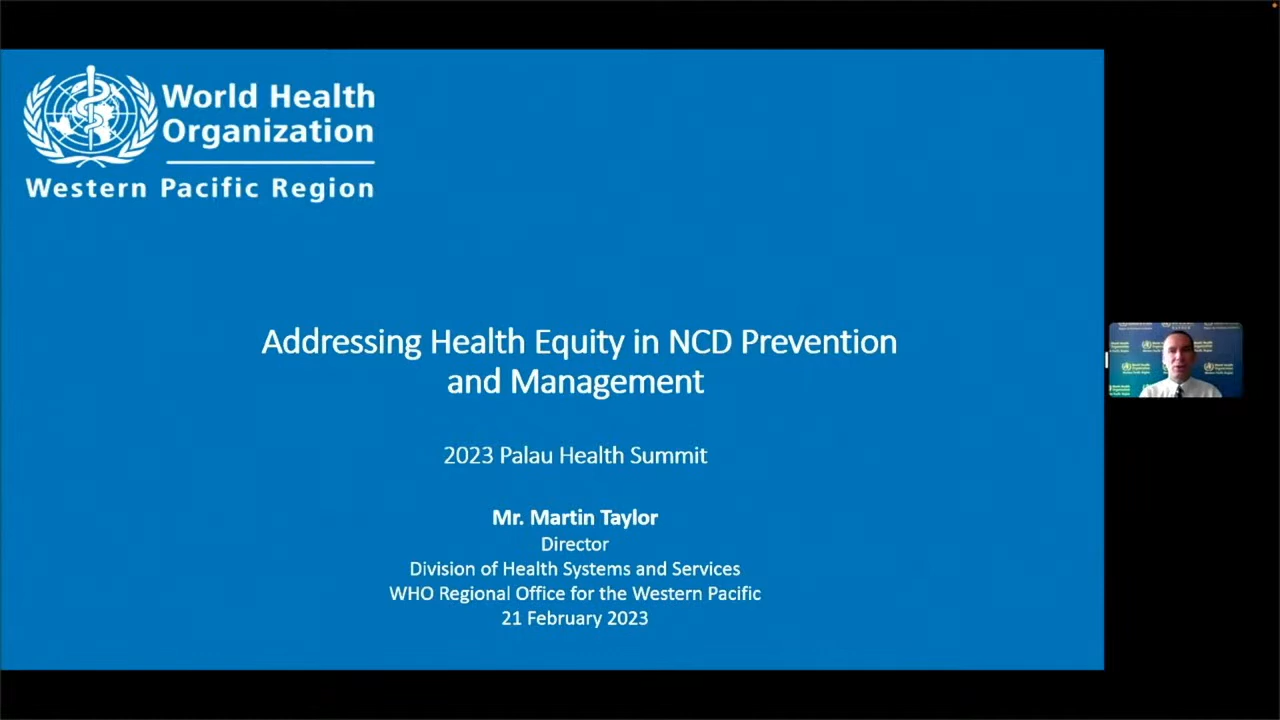 World Health
Organization
Western Pacific Region
Addressing Health Equity in NCD Prevention
and Management
2023 Palau Health Summit
Mr. Martin Taylor
Director
Division of Health Systems and Services
WHO Regional Office for the Western Pacific
21 February 2023